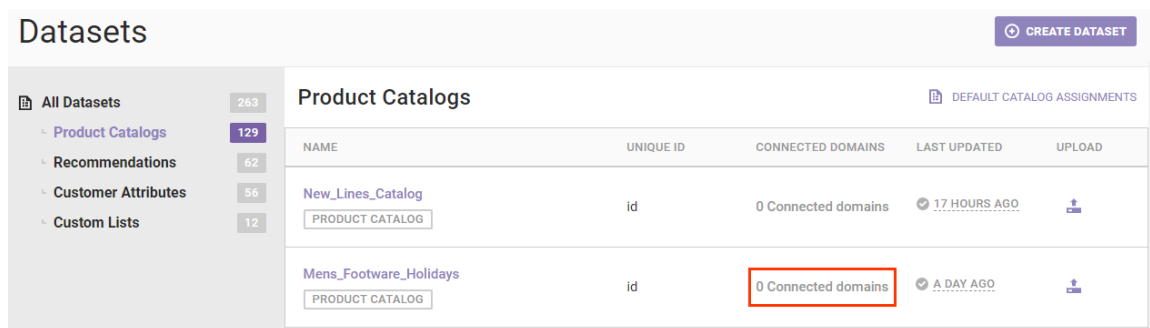 Datasets
CREATE DATASET
All Datasets 263
Product Catalogs 129
Recommendations 62
Customer Attributes 56
Custom Lists 12
Product Catalogs
DEFAULT CATALOG ASSIGNMENTS
NAME UNIQUE ID CONNECTED DOMAINS LAST UPDATED UPLOAD
New_Lines_Catalog
PRODUCT CATALOG
id 0 Connected domains 17 HOURS AGO
Mens_Footware_Holidays
PRODUCT CATALOG
id 0 Connected domains A DAY AGO